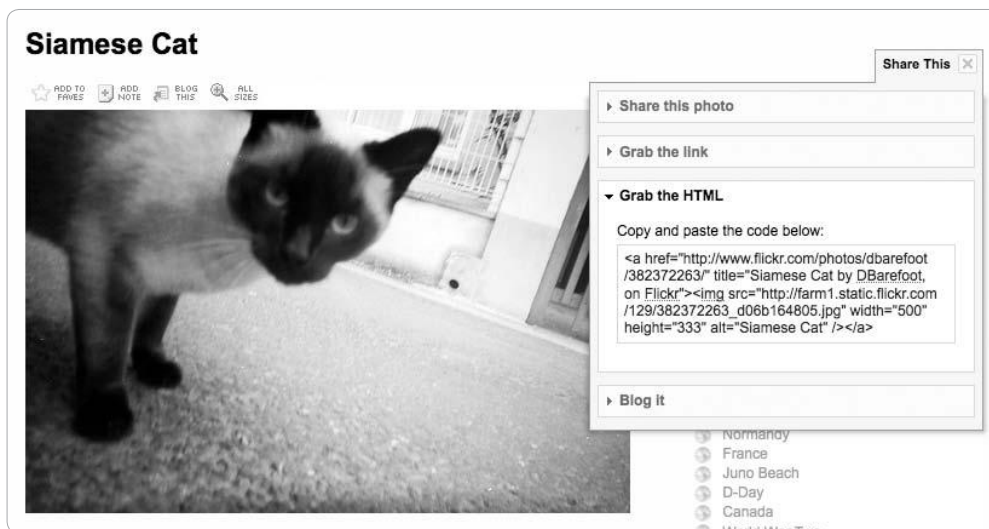 Siamese Cat
ADD TO FAVES
ADD NOTE
BLOG THIS
ALL SIZES
Share This
Share this photo
Grab the link
Grab the HTML
Copy and paste the code below:
<a href="http://www.flickr.com/photos/dbarefoot
/382372263/" title="Siamese Cat by DBarefoot,
on Flickr"><img src="http://farm1.static.flickr.com
/129/382372263_d06b164805.jpg" width="500"
height="333" alt="Siamese Cat" /></a>
Blog it
Normandy
France
Juno Beach
D-Day
Canada